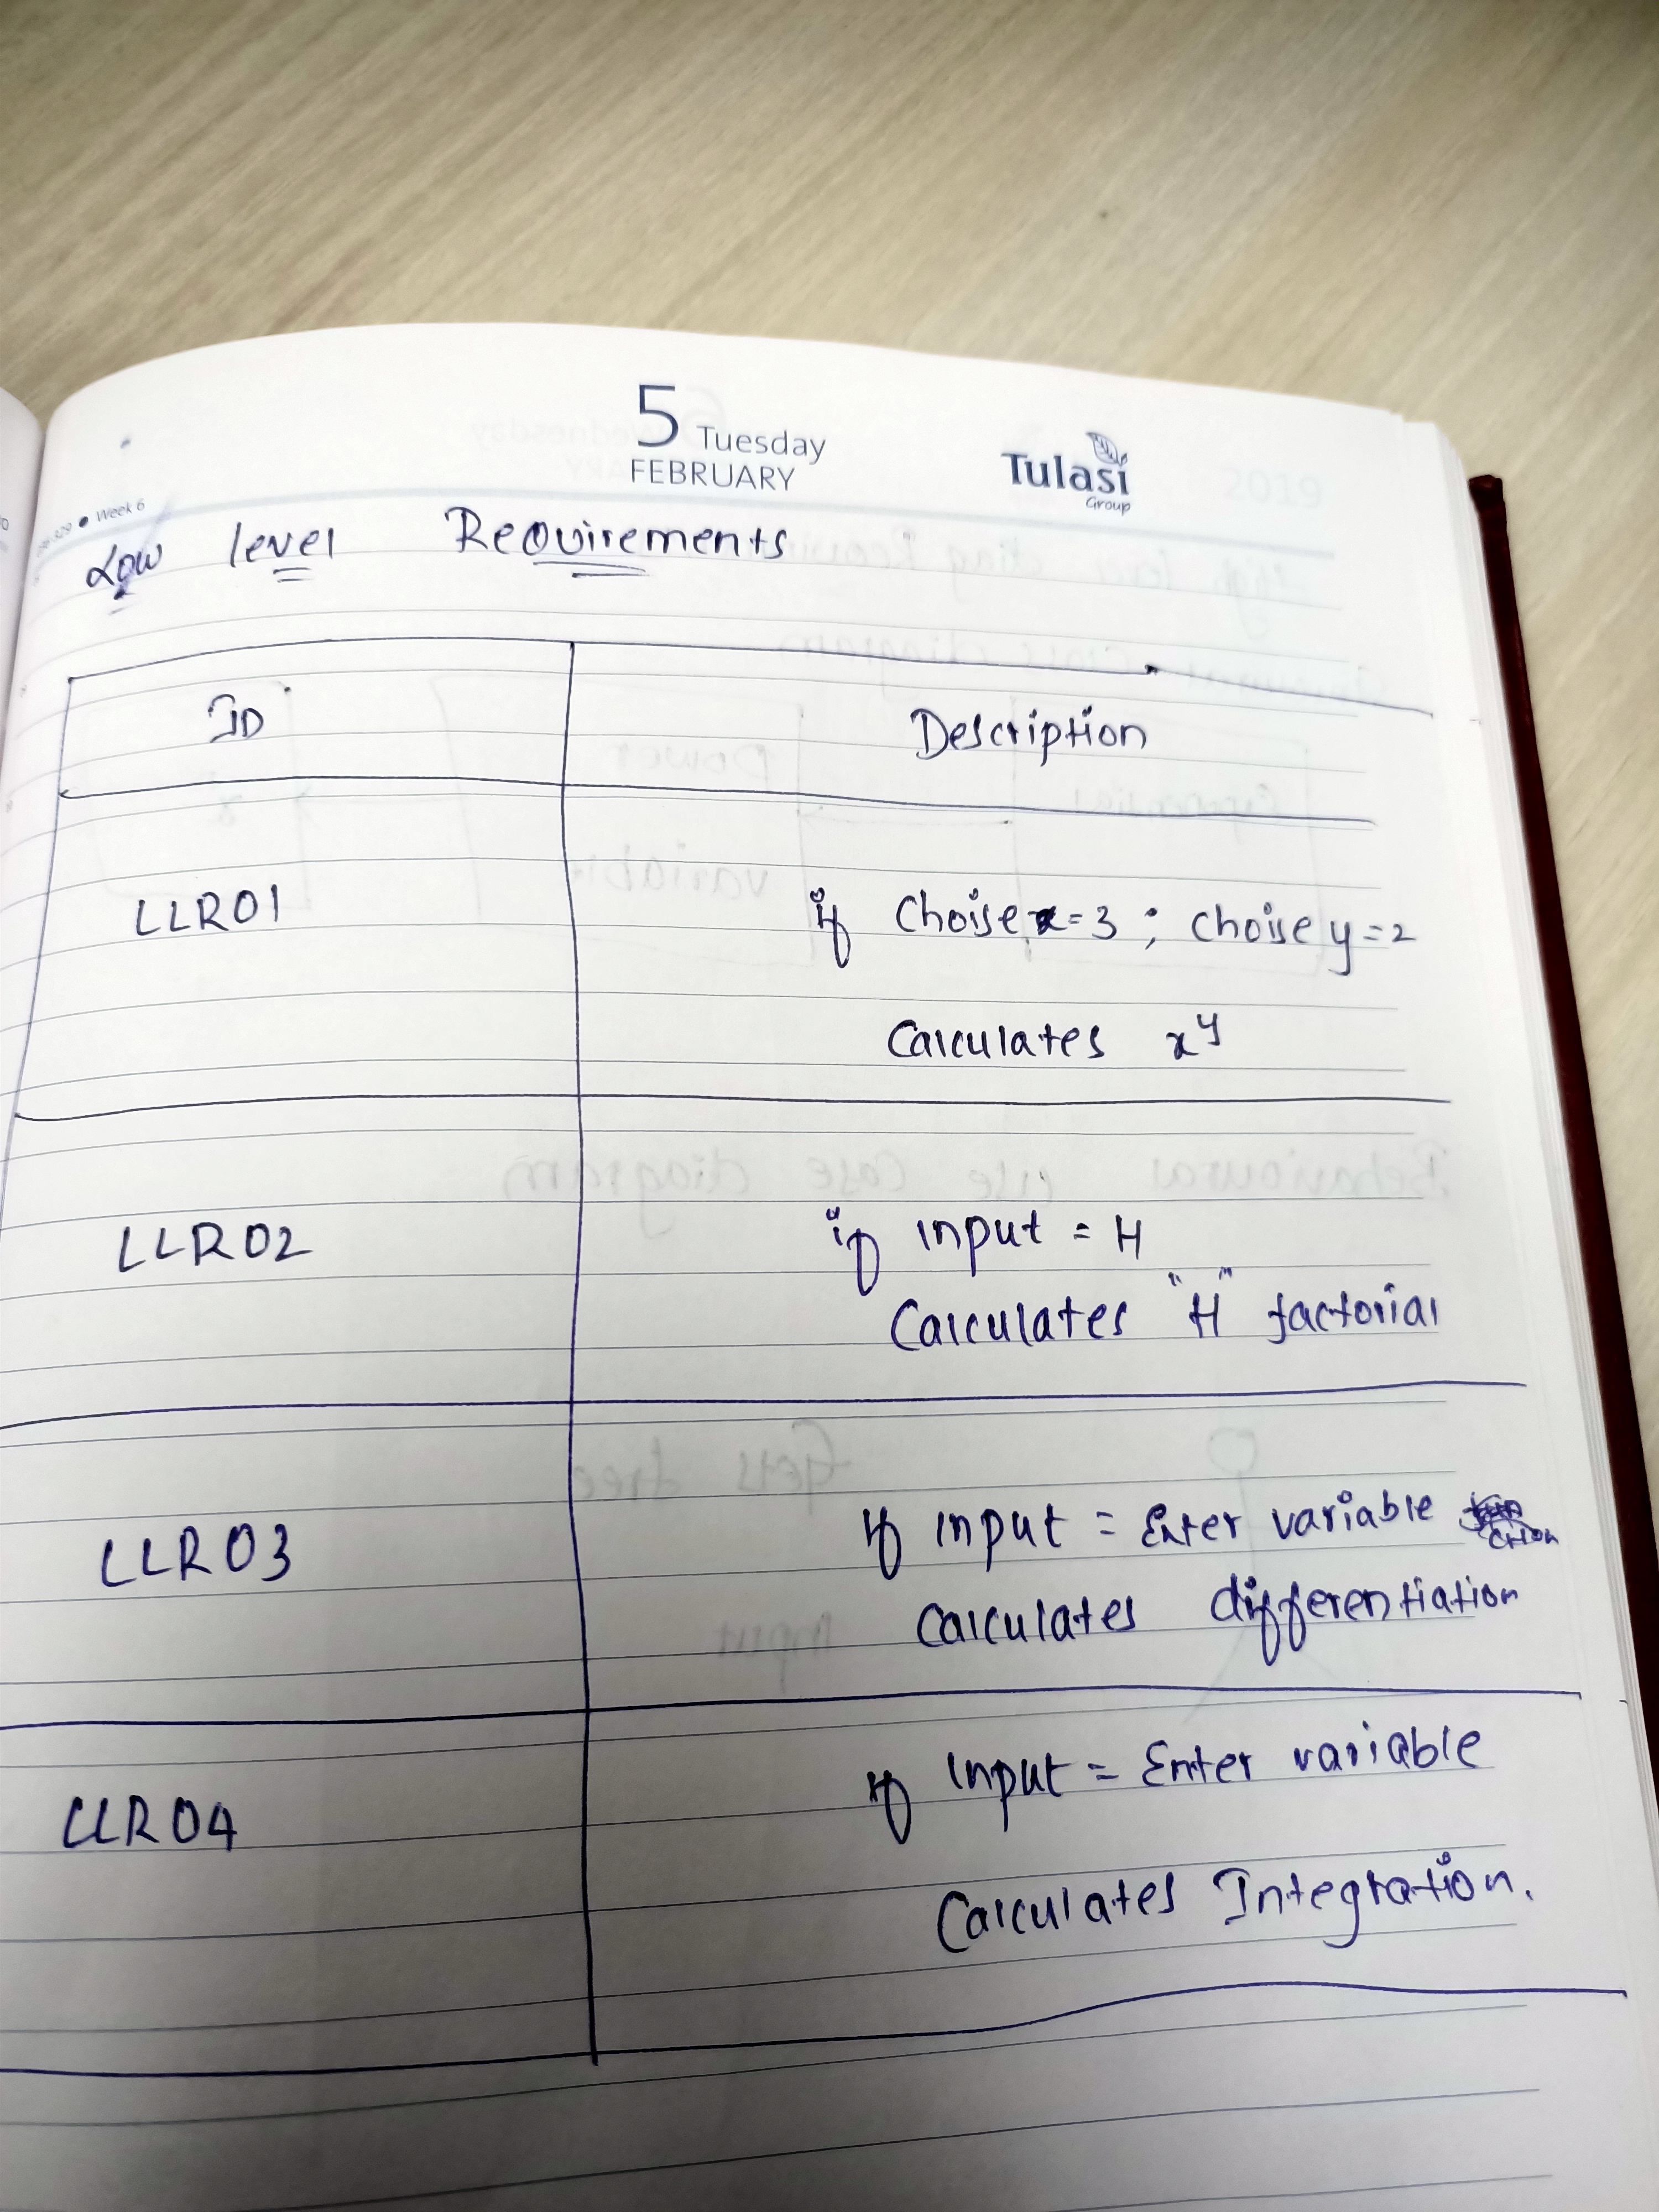 5 Tuesday
FEBRUARY
Tulasi
Group
Week 6
Low level Requirements
ID Description
LLR01 if Choise x=3 ; choise y=2
Calculates x^y
LLR02 if input = H
Calculates "H" factorial
LLR03 if input = Enter variable
Calculates differentiation
LLR04 if input = Enter variable
Calculates Integration.